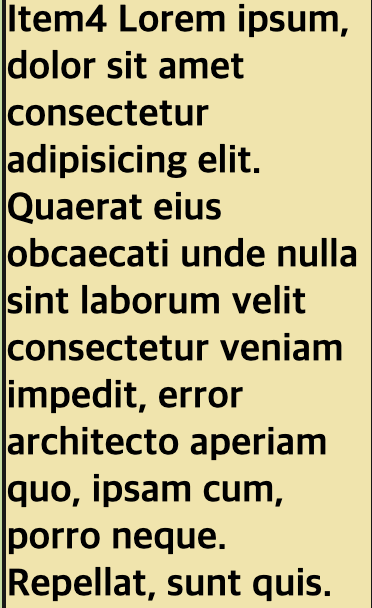 Item4 Lorem ipsum,
dolor sit amet
consectetur
adipisicing elit.
Quaerat eius
obcaecati unde nulla
sint laborum velit
consectetur veniam
impedit, error
architecto aperiam
quo, ipsam cum,
porro neque.
Repellat, sunt quis.